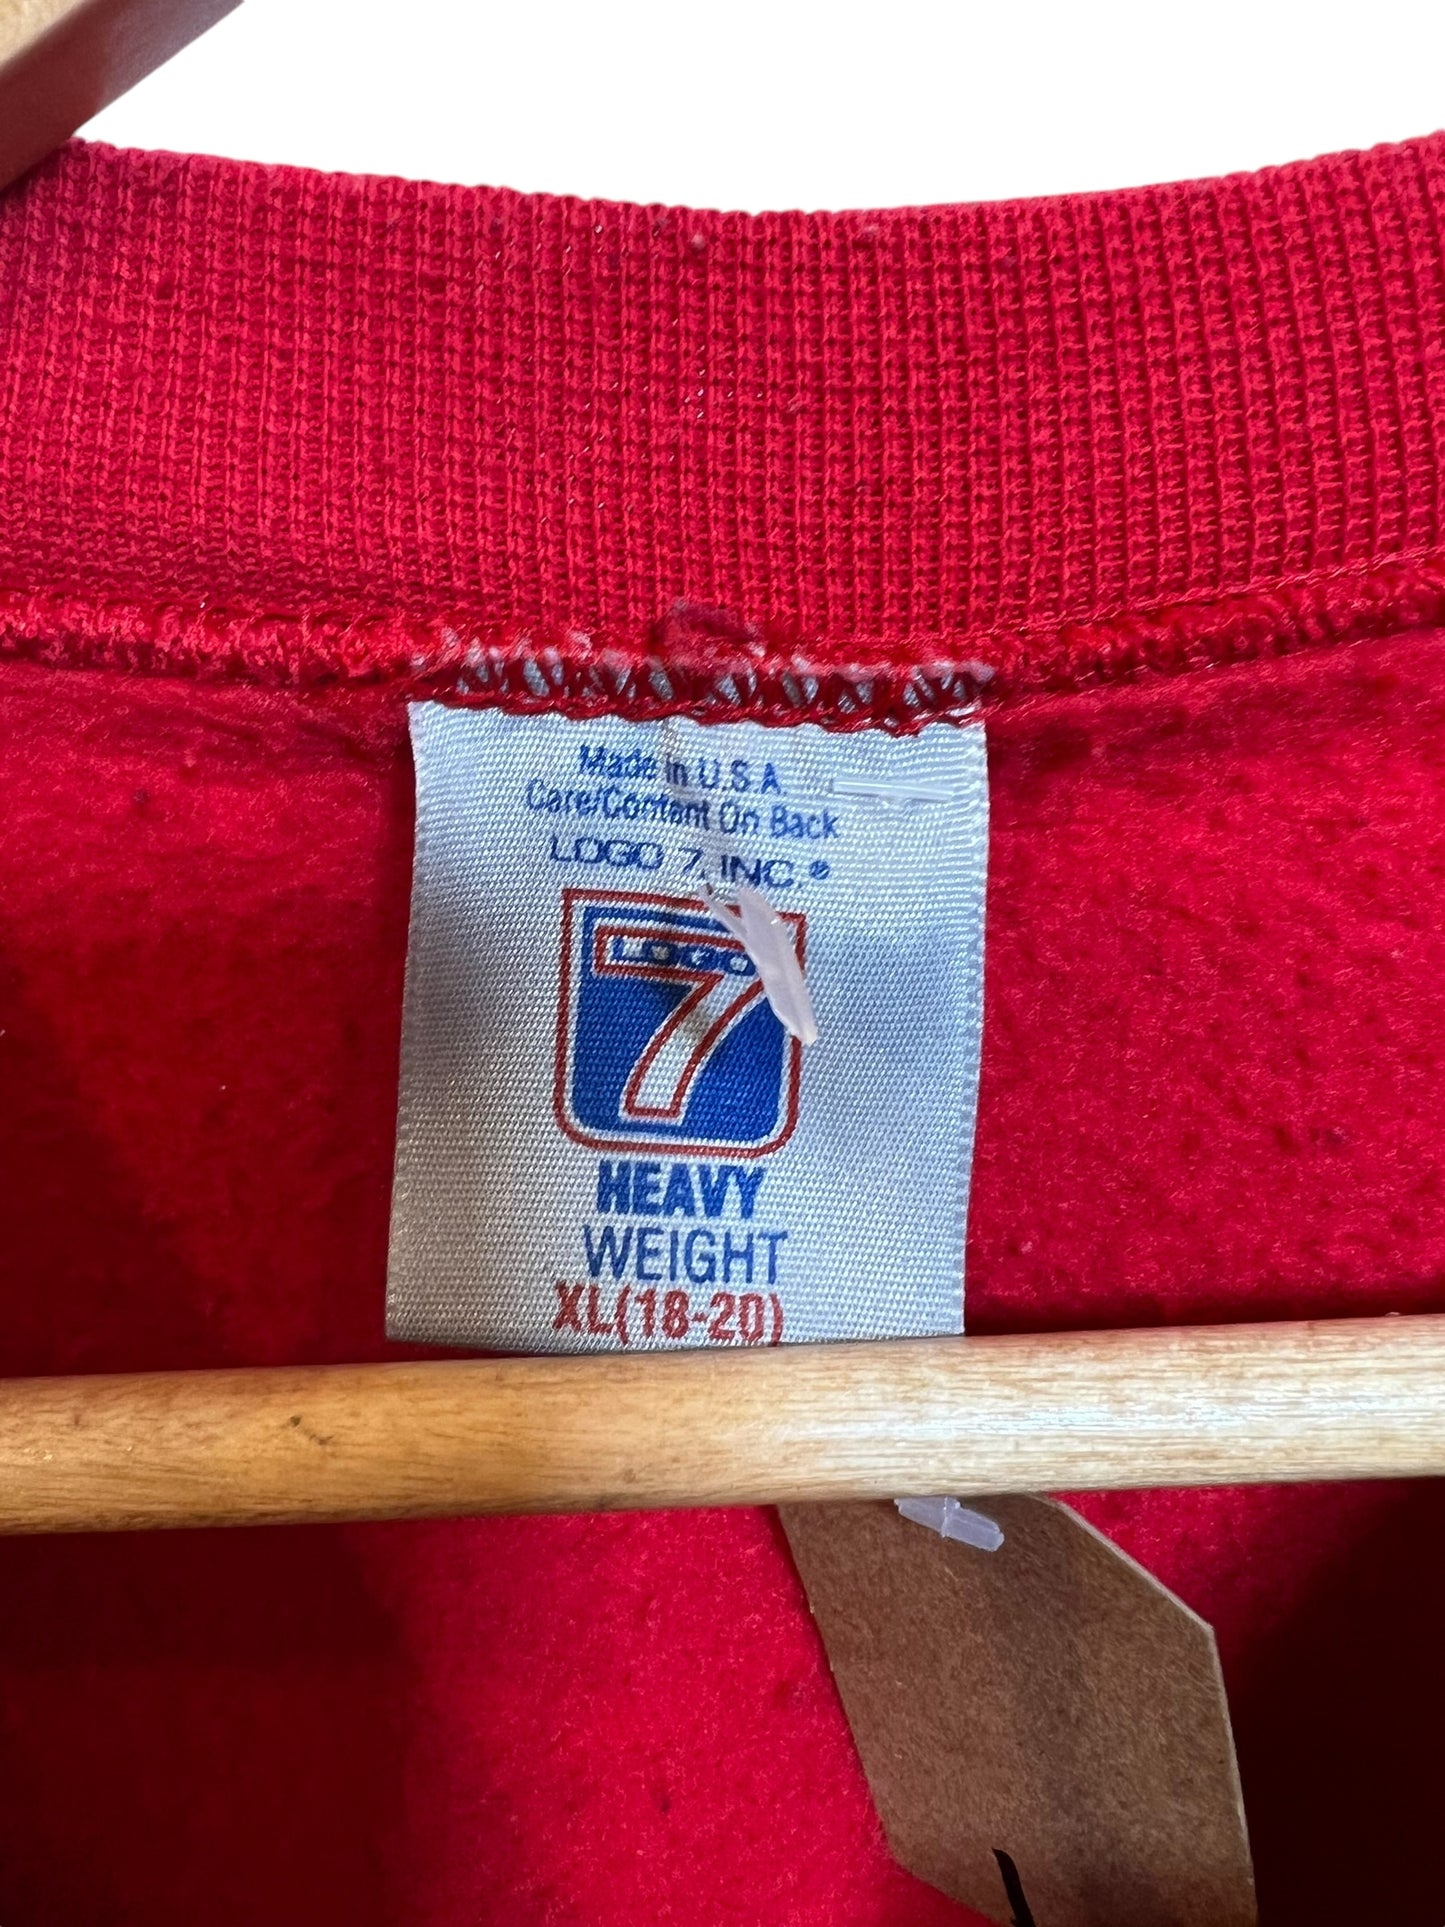 Made in U.S.A.
Care/Content On Back
LOGO 7, INC.®
LOGO
7
HEAVY
WEIGHT
XL(18-20)